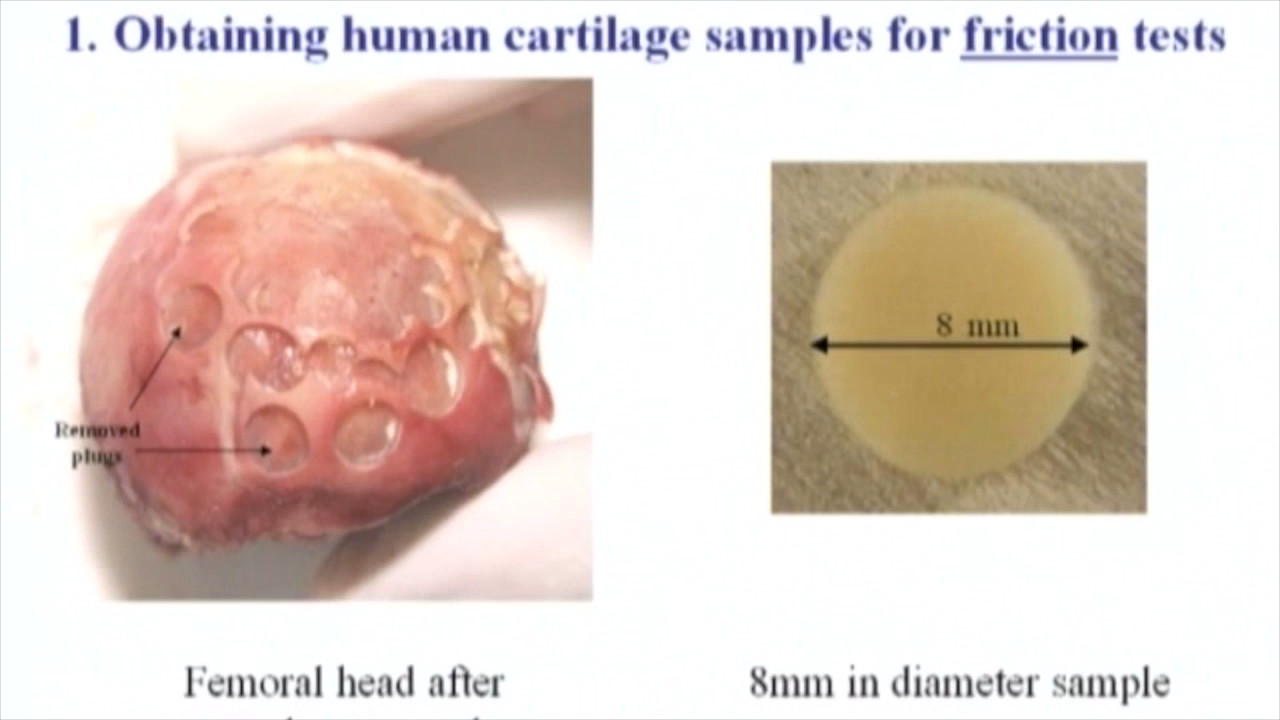 1. Obtaining human cartilage samples for friction tests
8 mm
Removed
plugs
Femoral head after
8mm in diameter sample